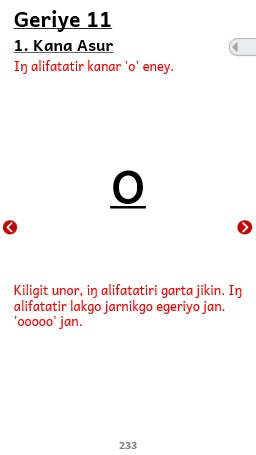 Geriye 11
1. Kana Asur
Iŋ alifatatir kanar 'o' eney.
o
Kiligit unor, iŋ alifatatiri garta jikin. Iŋ
alifatatir lakgo jarnikgo egeriyo jan.
'ooooo' jan.
233